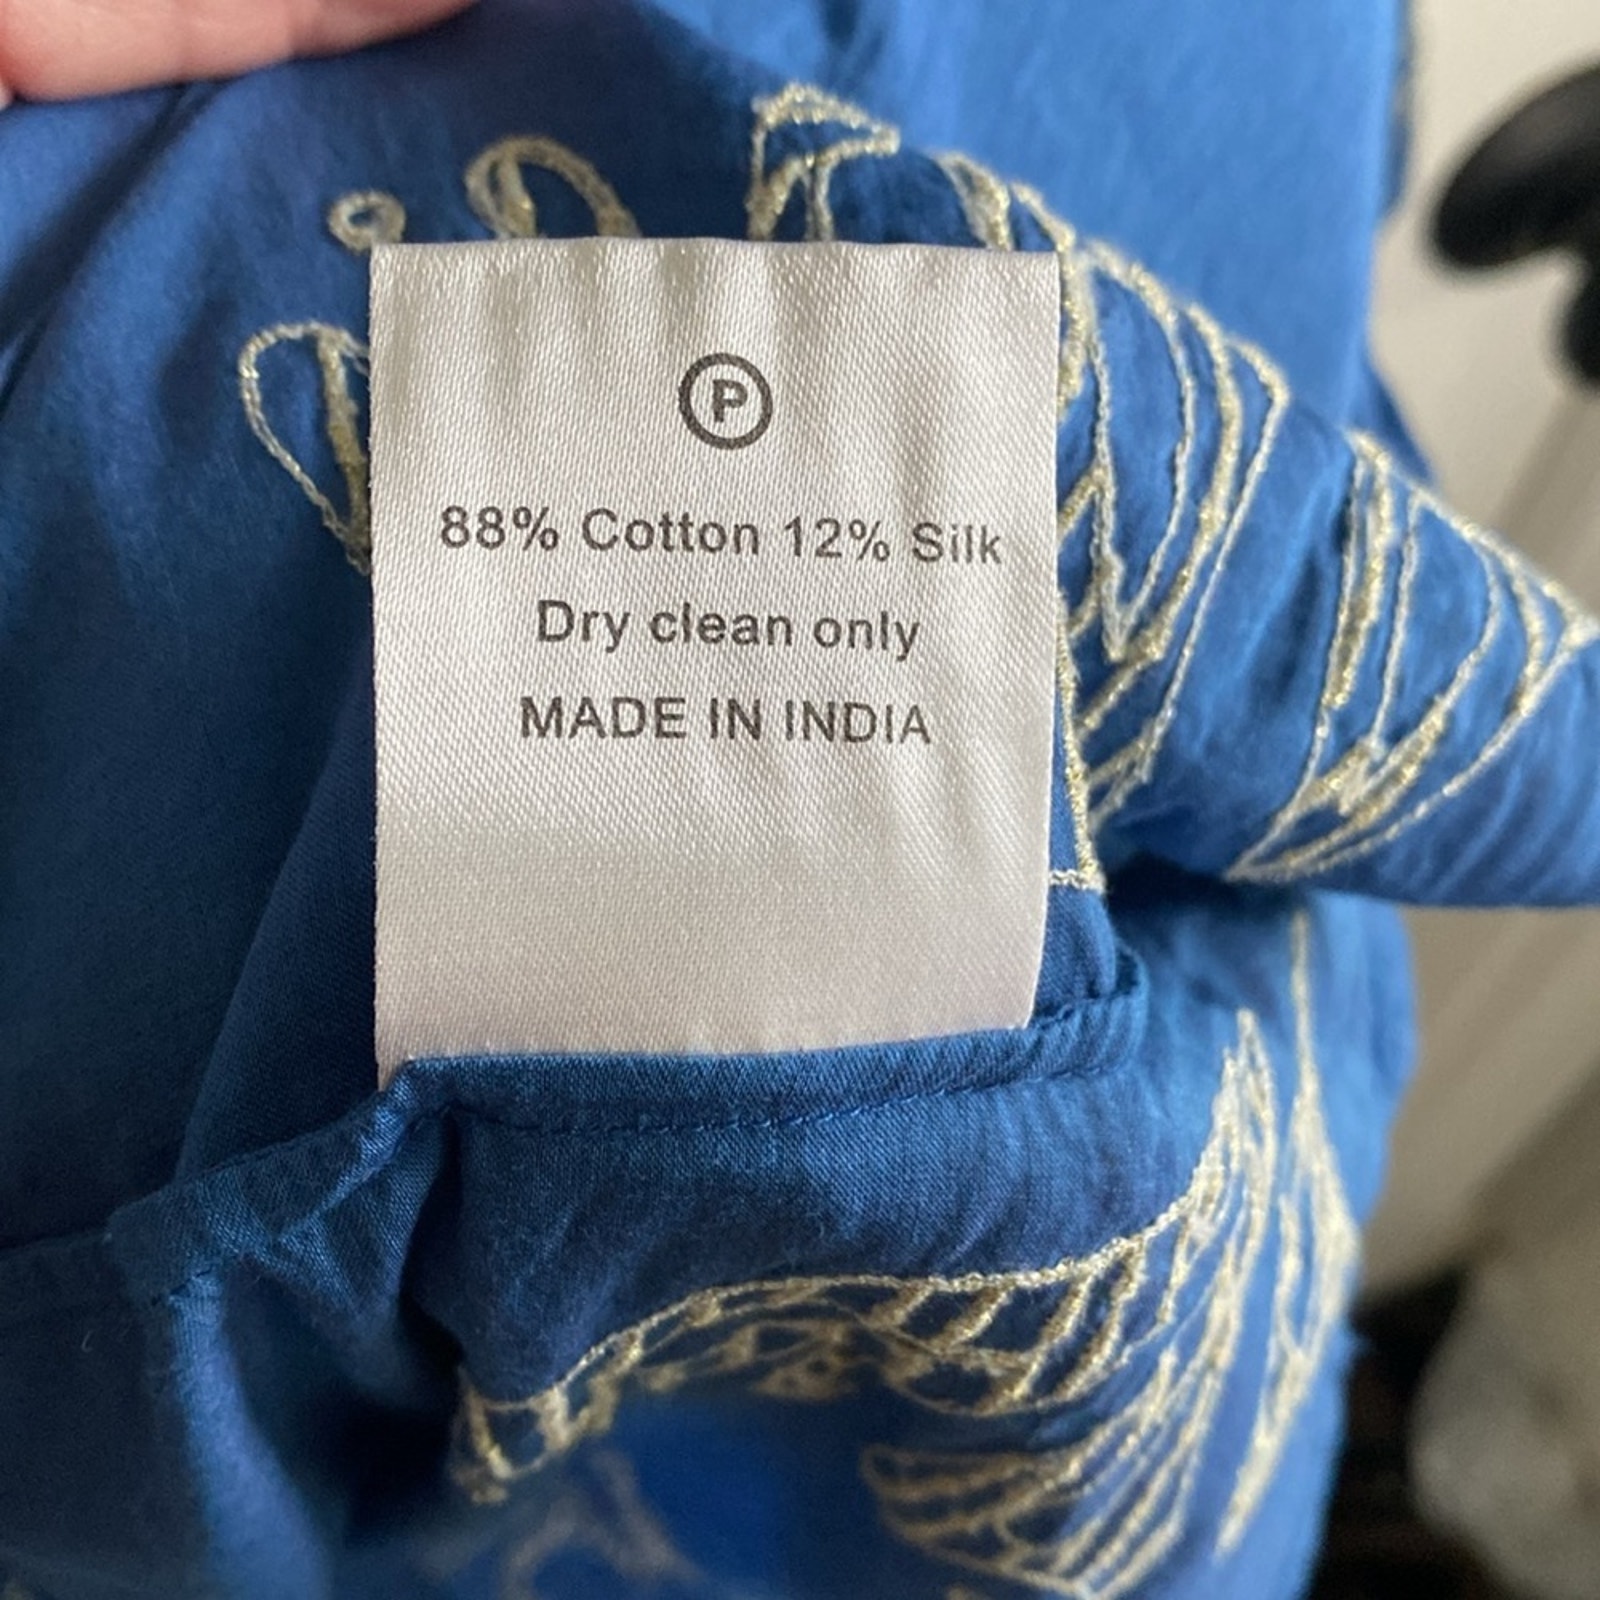 P
88% Cotton 12% Silk
Dry clean only
MADE IN INDIA